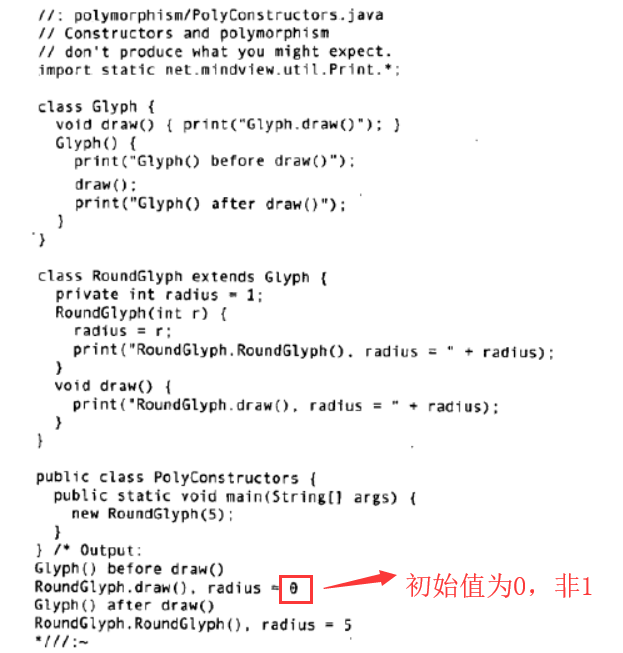 //: polymorphism/PolyConstructors.java
// Constructors and polymorphism
// don't produce what you might expect.
import static net.mindview.util.Print.*;
class Glyph {
void draw() { print("Glyph.draw()"); }
Glyph() {
print("Glyph() before draw()");
draw();
print("Glyph() after draw()");
}
}
class RoundGlyph extends Glyph {
private int radius = 1;
RoundGlyph(int r) {
radius = r;
print("RoundGlyph.RoundGlyph(), radius = " + radius);
}
void draw() {
print("RoundGlyph.draw(), radius = " + radius);
}
}
public class PolyConstructors {
public static void main(String[] args) {
new RoundGlyph(5);
}
} /* Output:
Glyph() before draw()
RoundGlyph.draw(), radius = 0 初始值为0，非1
Glyph() after draw()
RoundGlyph.RoundGlyph(), radius = 5
*///:~